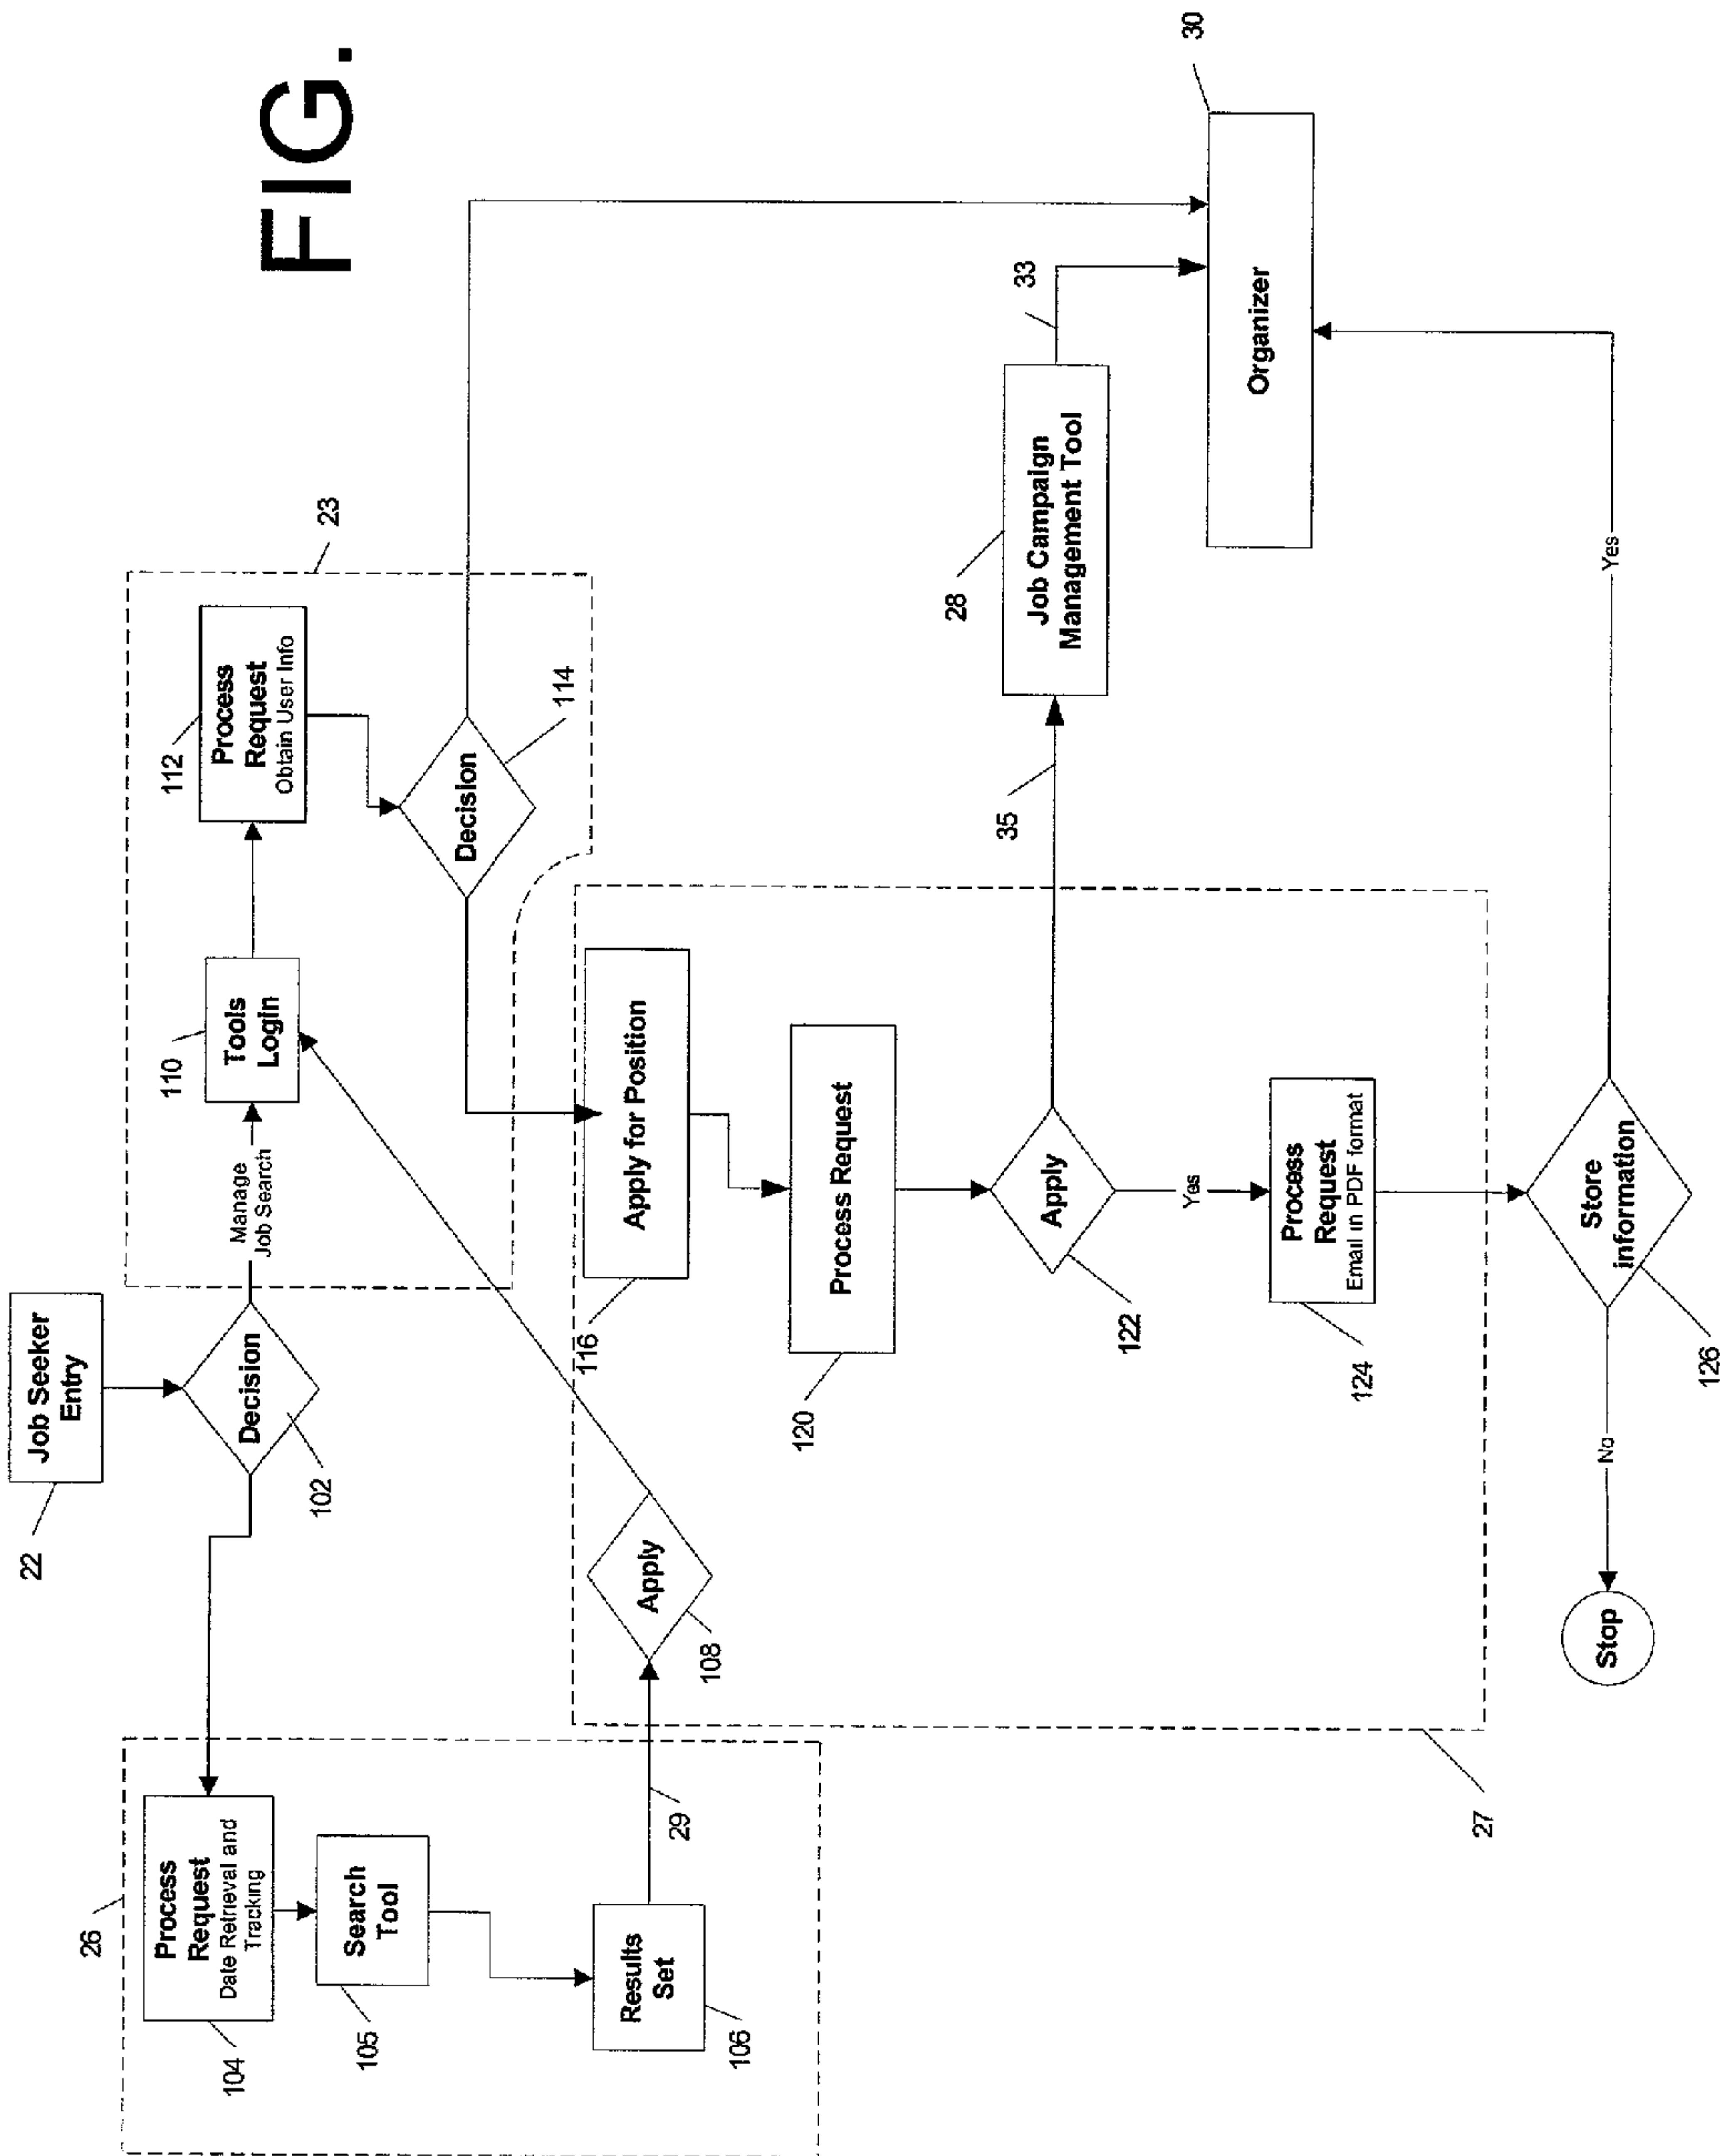 FIG.
22
Job Seeker
Entry
Decision
102
Manage
Job Search
23
110
Tools
Login
112
Process
Request
Obtain User Info
Decision
114
26
Process
Request
Date Retrieval and
Tracking
104
Search
Tool
105
Results
Set
106
29
Apply
108
116
Apply for Position
Process Request
120
Apply
122
Yes
Process
Request
Email in PDF format
124
27
35
28
Job Campaign
Management Tool
33
30
Organizer
Store
information
126
Yes
No
Stop